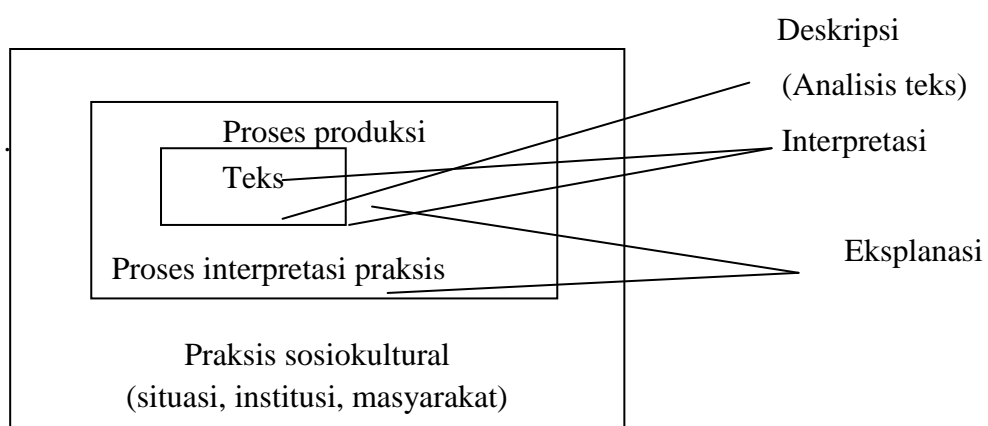 Deskripsi
(Analisis teks)
Proses produksi
Interpretasi
Teks
Eksplanasi
Proses interpretasi praksis
Praksis sosiokultural
(situasi, institusi, masyarakat)